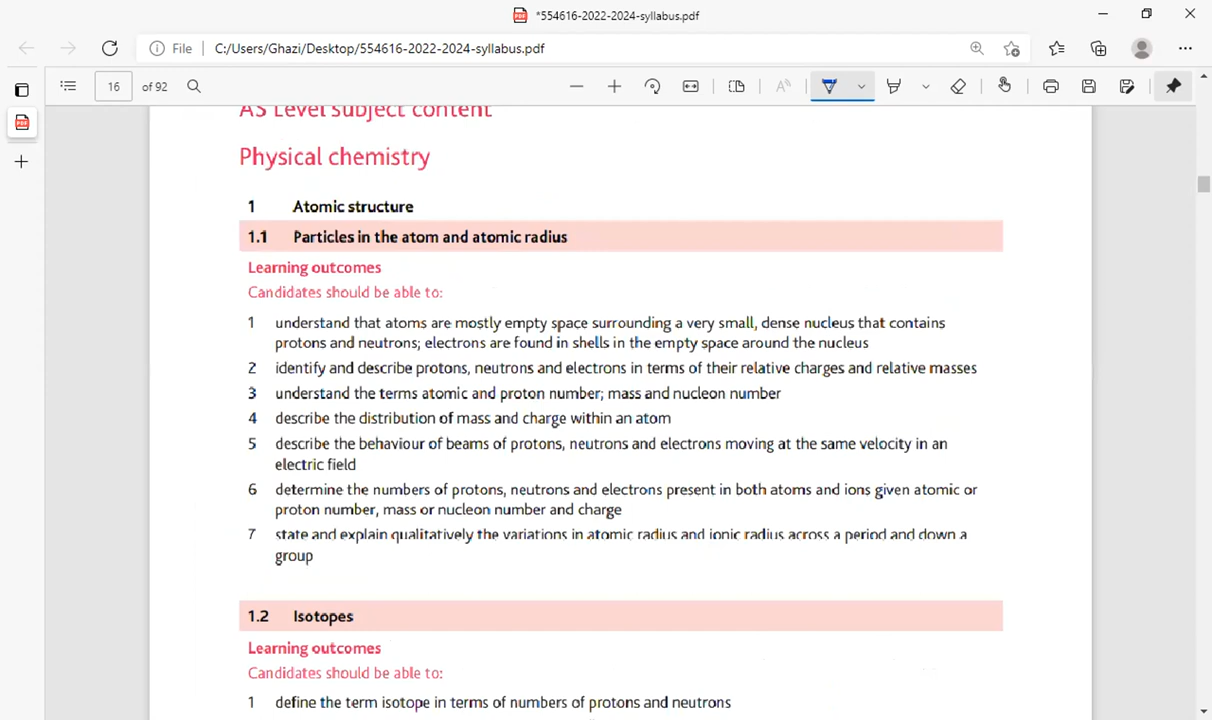 *554616-2022-2024-syllabus.pdf
File
C:/Users/Ghazi/Desktop/554616-2022-2024-syllabus.pdf
16 of 92
AS Level subject content
Physical chemistry
1 Atomic structure
1.1 Particles in the atom and atomic radius
Learning outcomes
Candidates should be able to:
1 understand that atoms are mostly empty space surrounding a very small, dense nucleus that contains
protons and neutrons; electrons are found in shells in the empty space around the nucleus
2 identify and describe protons, neutrons and electrons in terms of their relative charges and relative masses
3 understand the terms atomic and proton number; mass and nucleon number
4 describe the distribution of mass and charge within an atom
5 describe the behaviour of beams of protons, neutrons and electrons moving at the same velocity in an
electric field
6 determine the numbers of protons, neutrons and electrons present in both atoms and ions given atomic or
proton number, mass or nucleon number and charge
7 state and explain qualitatively the variations in atomic radius and ionic radius across a period and down a
group
1.2 Isotopes
Learning outcomes
Candidates should be able to:
1 define the term isotope in terms of numbers of protons and neutrons